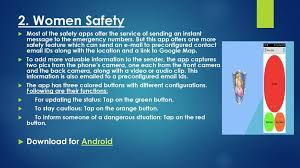 2. Women Safety
Most of the safety apps offer the service of sending an instant
message to the emergency numbers. But this app offers one more
safety feature which can send an e-mail to preconfigured contact
email IDs along with the location and a link to Google Map.
To add more valuable information to the sender, the app captures
two pics from the phone's camera, one each from the front camera
and the back camera, along with a video or audio clip. This
information is also emailed to a preconfigured email ID.
The app has three colored buttons with different configurations.
Following are their functions:
For updating the status: Tap on the green button.
To stay cautious: Tap on the orange button.
To inform someone of a dangerous situation: Tap on the red
button.
Download for Android